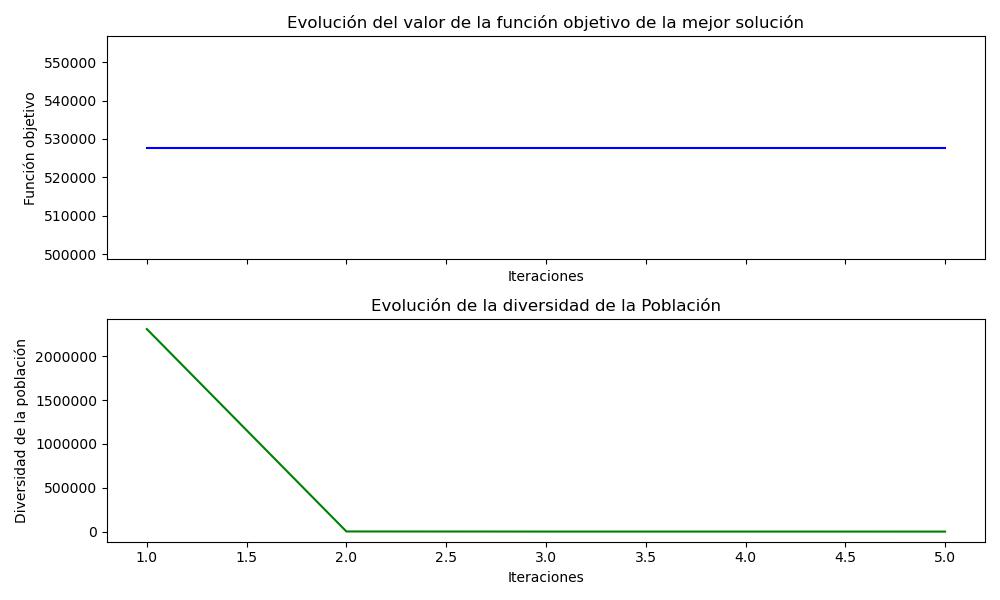 Evolución del valor de la función objetivo de la mejor solución
550000
540000
530000
520000
510000
500000
Función objetivo
Iteraciones
Evolución de la diversidad de la Población
2000000
1500000
1000000
500000
0
Diversidad de la población
1.0 1.5 2.0 2.5 3.0 3.5 4.0 4.5 5.0
Iteraciones